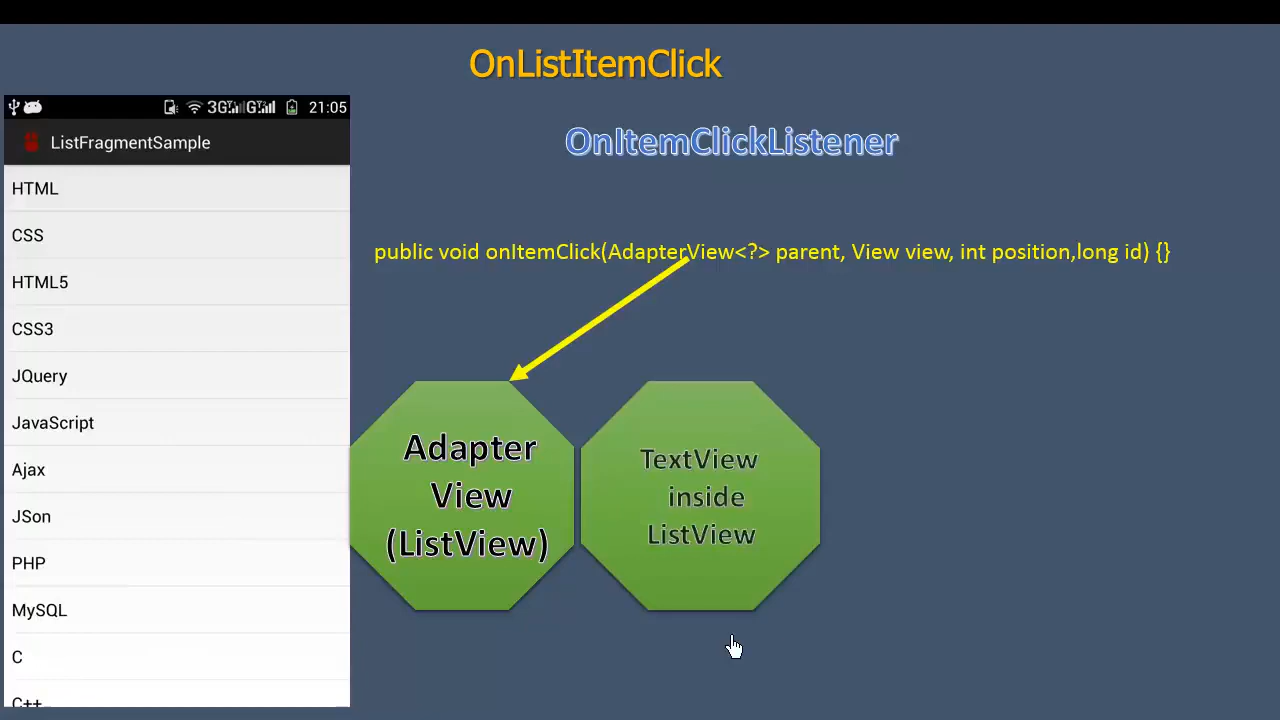 OnListItemClick
OnItemClickListener
3G G 21:05
ListFragmentSample
HTML
CSS
HTML5
CSS3
JQuery
JavaScript
Ajax
JSon
PHP
MySQL
C
C++
public void onItemClick(AdapterView<?> parent, View view, int position,long id) {}
Adapter
View
(ListView)
TextView
inside
ListView